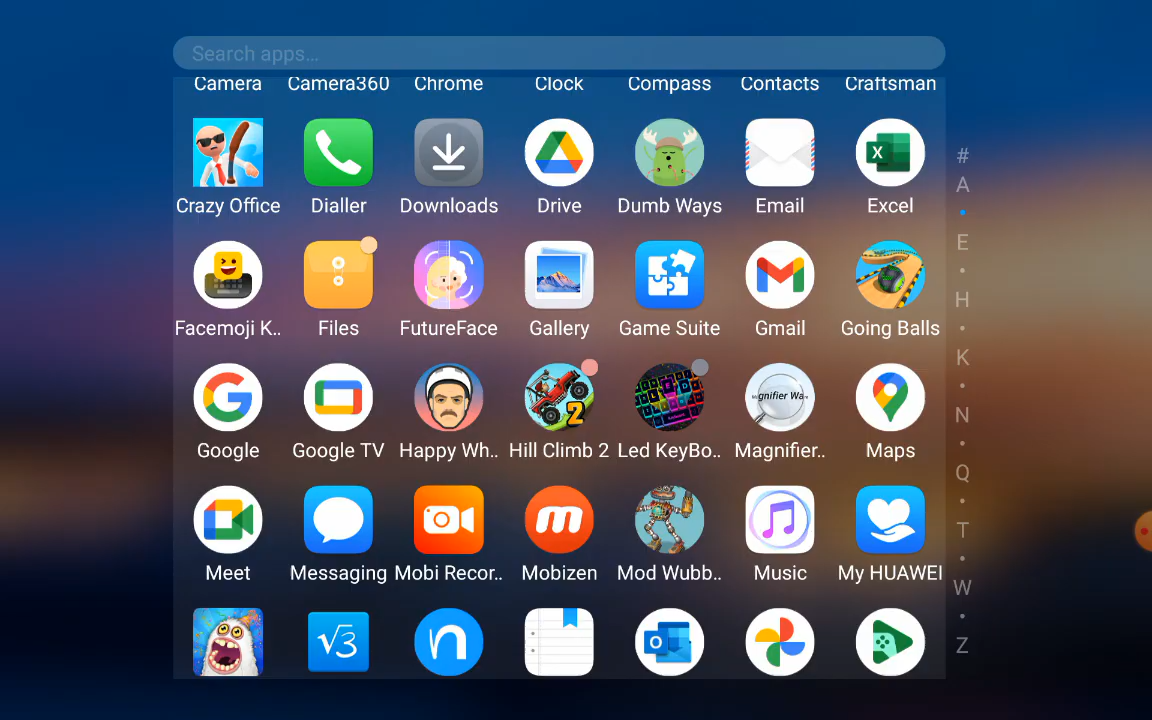 Search apps...
Camera Camera360 Chrome Clock Compass Contacts Craftsman
Crazy Office Dialler Downloads Drive Dumb Ways Email Excel
Facemoji K.. Files FutureFace Gallery Game Suite Gmail Going Balls
Google Google TV Happy Wh.. Hill Climb 2 Led KeyBo.. Magnifier.. Maps
Meet Messaging Mobi Recor.. Mobizen Mod Wubb.. Music My HUAWEI
#
A
E
H
K
N
Q
T
W
Z